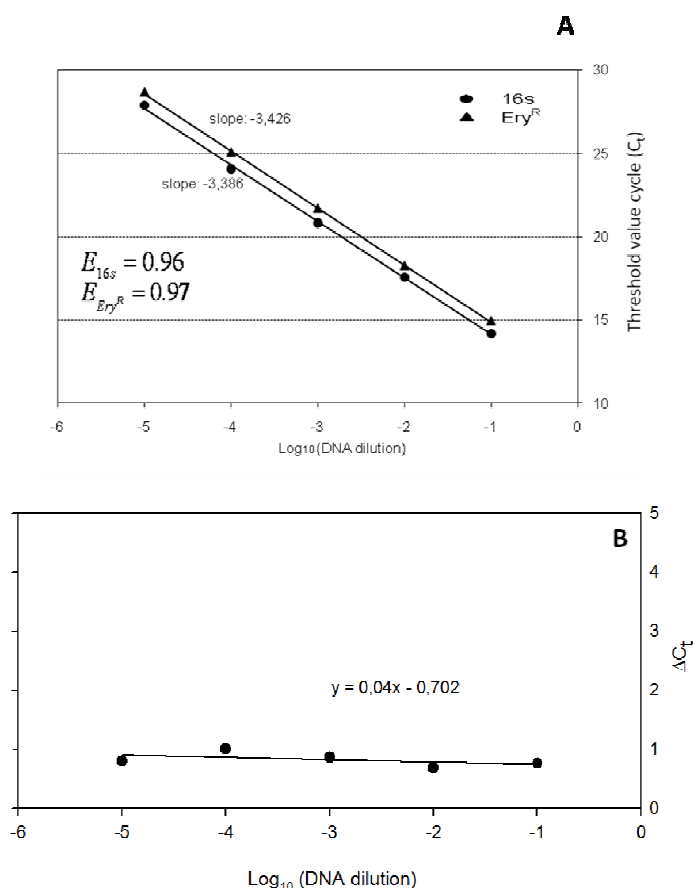 A
30
16s
Ery^R
slope: -3,426
25
slope: -3,386
20
E16s = 0.96
E_Ery^R = 0.97
15
10
Threshold value cycle (Ct)
-6 -5 -4 -3 -2 -1 0
Log10(DNA dilution)
B
5
4
3
2
1
0
ΔCt
y = 0,04x - 0,702
-6 -5 -4 -3 -2 -1 0
Log10 (DNA dilution)